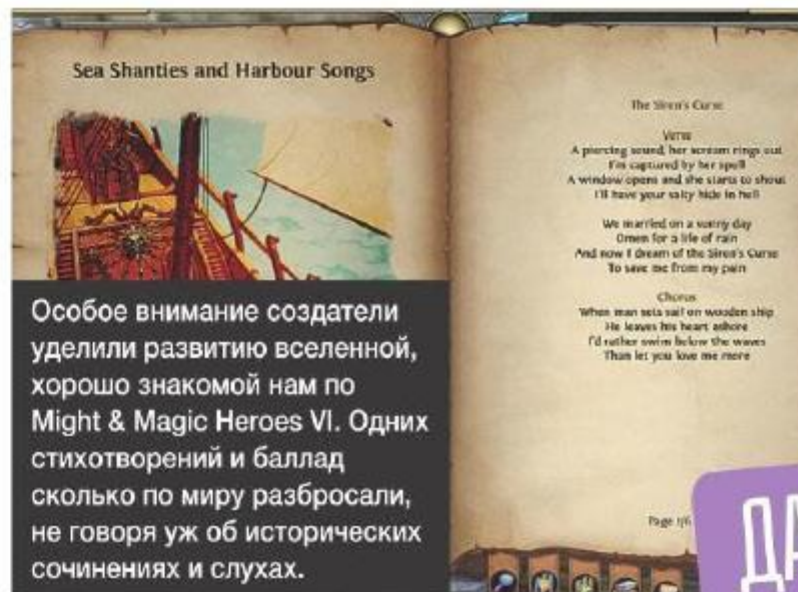 Sea Shanties and Harbour Songs
Особое внимание создатели
уделили развитию вселенной,
хорошо знакомой нам по
Might & Magic Heroes VI. Одних
стихотворений и баллад
сколько по миру разбросали,
не говоря уж об исторических
сочинениях и слухах.
The Siren's Curse
Verse
A piercing sound, her scream rings out
I'm captured by her spell
A window opens and she starts to shout
I'll have your salty hide in hell
We married on a sunny day
Omen for a life of rain
And now I dream of the Siren's Curse
To save me from my pain
Chorus
When man sets sail on wooden ship
He leaves his heart ashore
I'd rather swim below the waves
Than let you love me more
Page 1/6
ДА